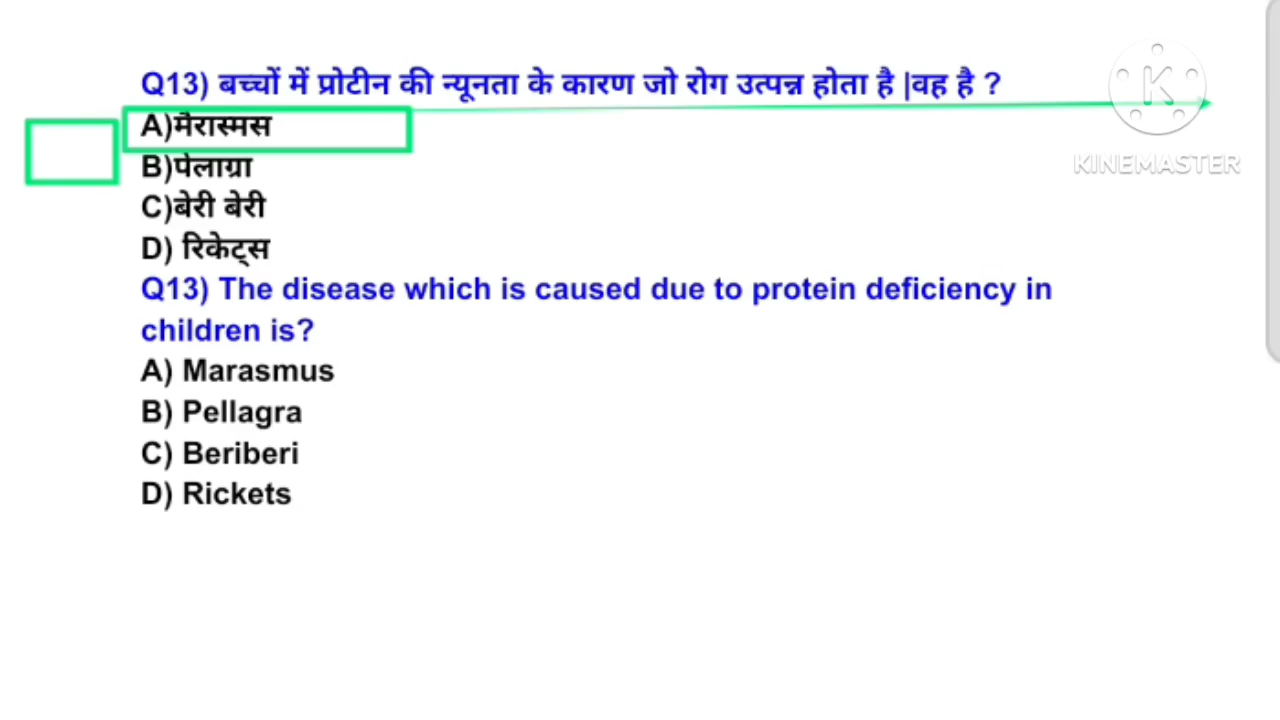 Q13) बच्चों में प्रोटीन की न्यूनता के कारण जो रोग उत्पन्न होता है |वह है ?
A)मैरास्मस
B)पेलाग्रा
C)बेरी बेरी
D) रिकेट्स
Q13) The disease which is caused due to protein deficiency in
children is?
A) Marasmus
B) Pellagra
C) Beriberi
D) Rickets
K
KINEMASTER